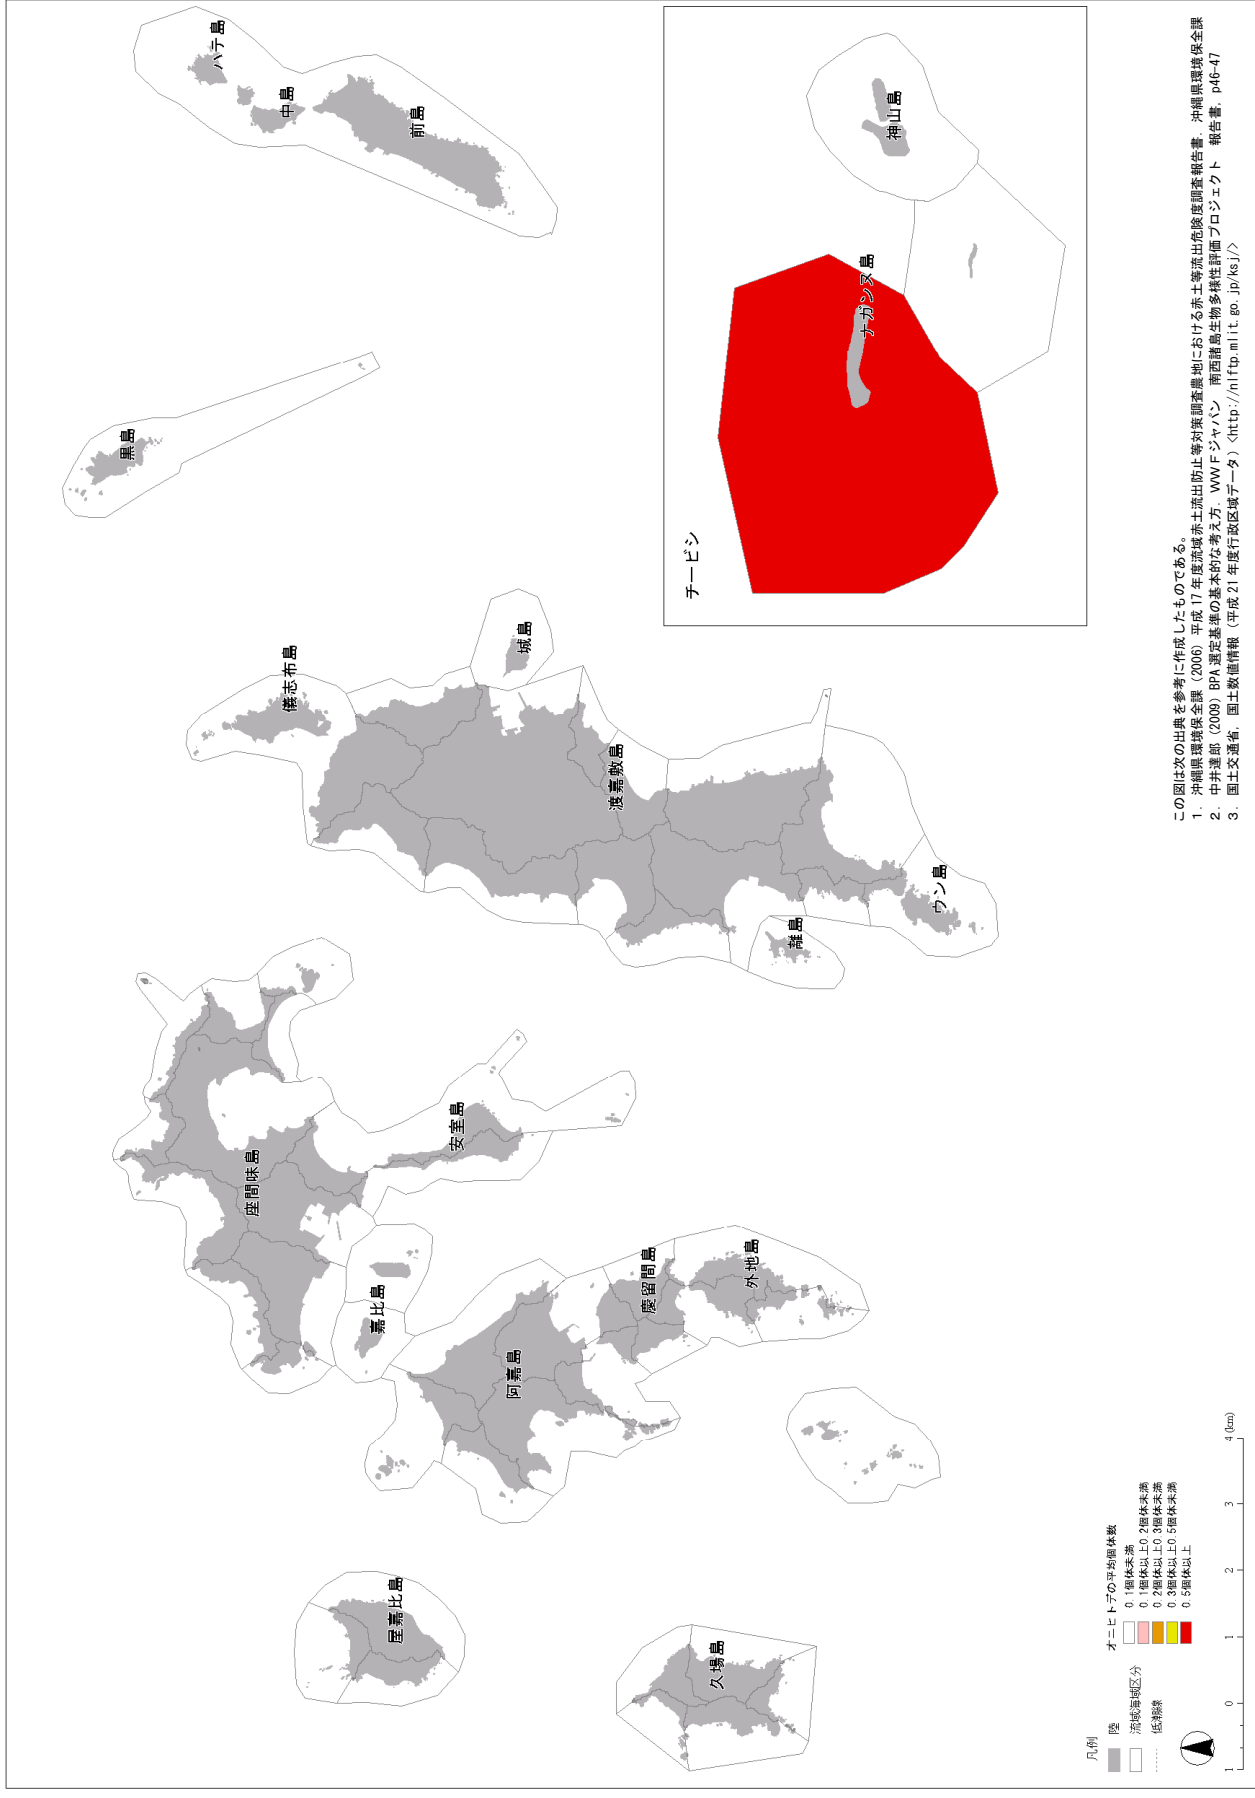 ハテ島
中島
前島
黒島
儀志布島
城島
渡嘉敷島
離島
ウン島
座間味島
安室島
嘉比島
阿嘉島
慶留間島
外地島
屋嘉比島
久場島
チービシ
ナガンヌ島
神山島
凡例
陸
流域海域区分
低潮線
オニヒトデの平均個体数
0.1個体未満
0.1個体以上0.2個体未満
0.2個体以上0.3個体未満
0.3個体以上0.5個体未満
0.5個体以上
1 0 1 2 3 4 (km)
この図は次の出典を参考に作成したものである。
1. 沖縄県環境保全課 (2006) 平成17年度流域赤土流出防止等対策調査農地における赤土等流出危険度調査報告書. 沖縄県環境保全課
2. 中井達郎 (2009) BPA選定基準の基本的な考え方. WWFジャパン 南西諸島生物多様性評価プロジェクト 報告書, p46-47
3. 国土交通省, 国土数値情報 (平成21年度行政区域データ) <http://nlftp.mlit.go.jp/ksj/>